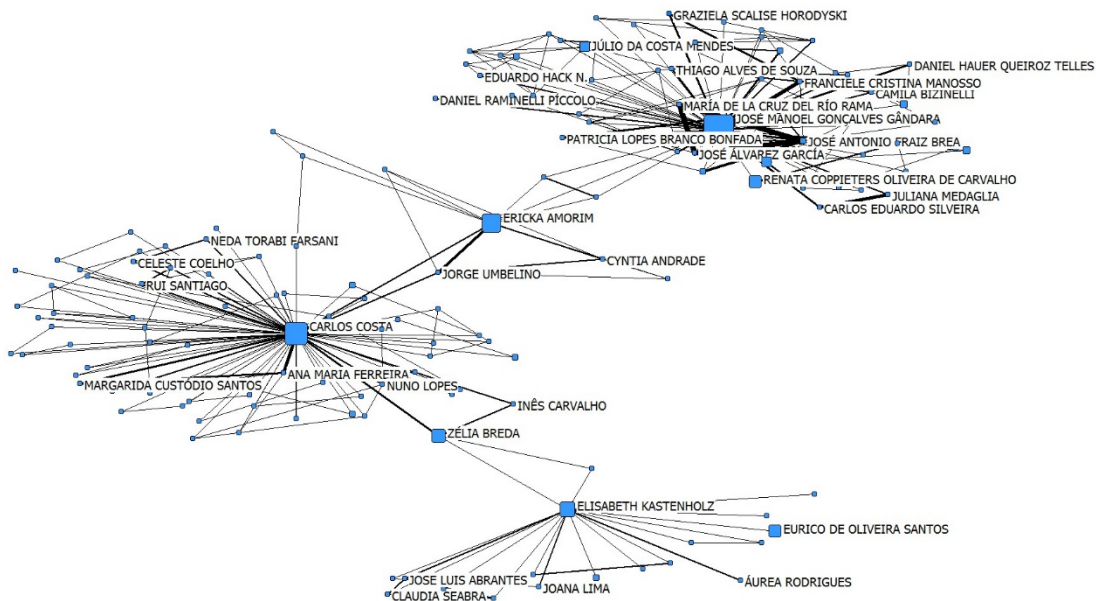 GRAZIELA SCALISE HORODYSKI
JÚLIO DA COSTA MENDES
DANIEL HAUER QUEIROZ TELLES
THIAGO ALVES DE SOUZA
EDUARDO HACK N.
FRANCIELE CRISTINA MANOSSO
CAMILA BIZINELLI
DANIEL RAMINELLI PÍCCOLO
MARÍA DE LA CRUZ DEL RÍO RAMA
JOSÉ MANOEL GONÇALVES GÂNDARA
PATRICIA LOPES BRANCO BONFADA
JOSÉ ANTONIO FRAIZ BREA
JOSÉ ÁLVAREZ GARCÍA
RENATA COPPIETERS OLIVEIRA DE CARVALHO
JULIANA MEDAGLIA
CARLOS EDUARDO SILVEIRA
ERICKA AMORIM
NEDA TORABI FARSANI
CYNTIA ANDRADE
CELESTE COELHO
JORGE UMBELINO
RUI SANTIAGO
CARLOS COSTA
ANA MARIA FERREIRA
MARGARIDA CUSTÓDIO SANTOS
NUNO LOPES
INÊS CARVALHO
ZÉLIA BREDA
ELISABETH KASTENHOLZ
EURICO DE OLIVEIRA SANTOS
JOSE LUIS ABRANTES
ÁUREA RODRIGUES
JOANA LIMA
CLAUDIA SEABRA